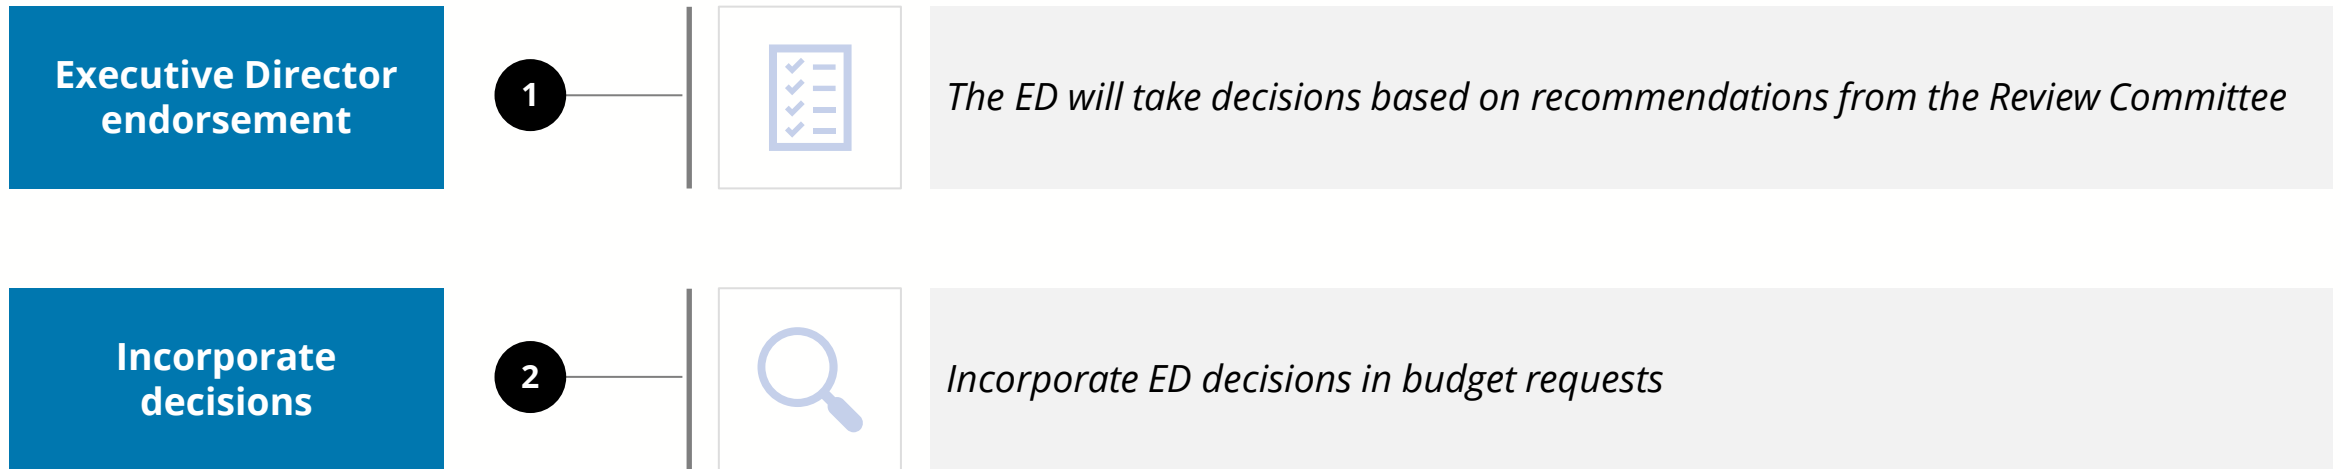 Executive Director
endorsement
1
The ED will take decisions based on recommendations from the Review Committee
Incorporate
decisions
2
Incorporate ED decisions in budget requests